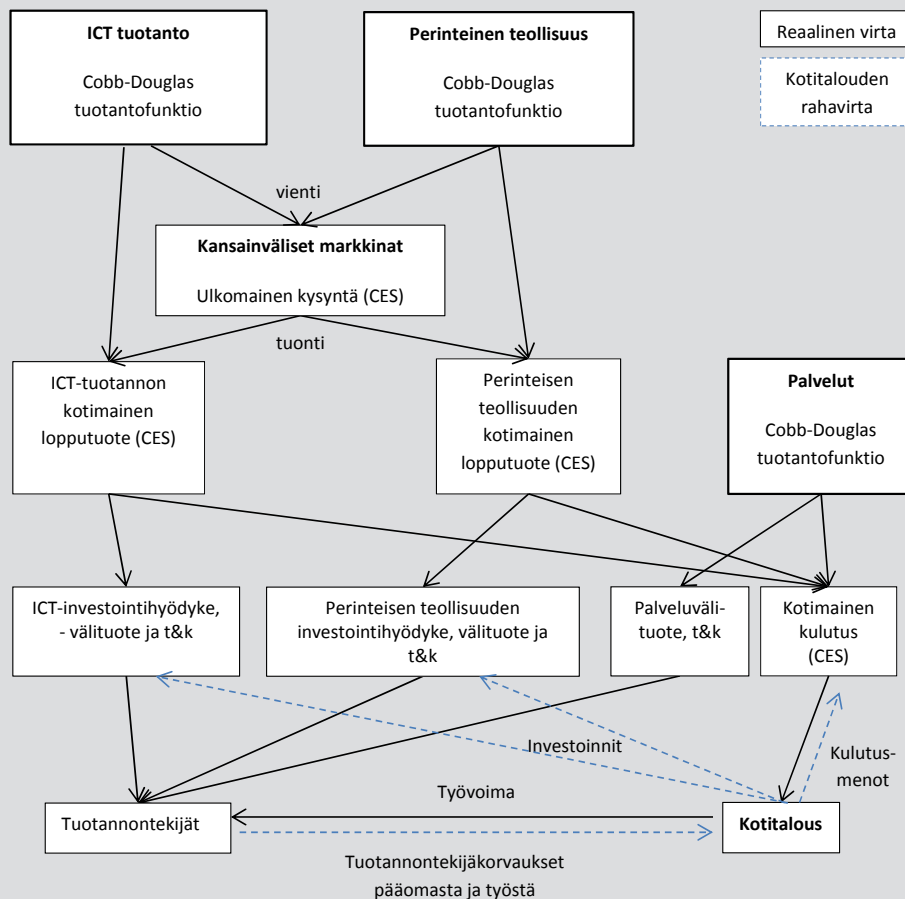 ICT tuotanto
Cobb-Douglas
tuotantofunktio
Perinteinen teollisuus
Cobb-Douglas
tuotantofunktio
Reaalinen virta
Kotitalouden
rahavirta
vienti
Kansainväliset markkinat
Ulkomainen kysyntä (CES)
tuonti
ICT-tuotannon
kotimainen
lopputuote (CES)
Perinteisen
teollisuuden
kotimainen
lopputuote (CES)
Palvelut
Cobb-Douglas
tuotantofunktio
ICT-investointihyödyke,
- välituote ja t&k
Perinteisen teollisuuden
investointihyödyke, välituote ja
t&k
Palveluväli-
tuote, t&k
Kotimainen
kulutus
(CES)
Investoinnit
Kulutus-
menot
Työvoima
Tuotannontekijät
Kotitalous
Tuotannontekijäkorvaukset
pääomasta ja työstä